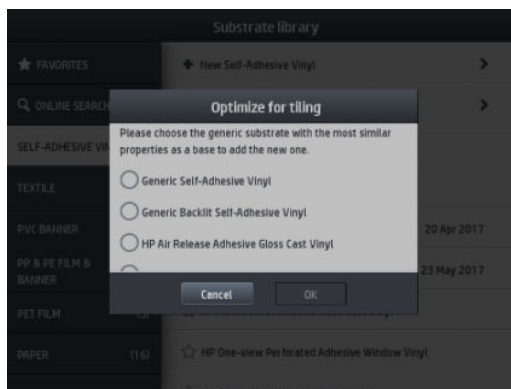 Substrate library
FAVORITES
New Self-Adhesive Vinyl
ONLINE SEARCH
SELF-ADHESIVE VIN
TEXTILE
PVC BANNER
20 Apr 2017
PP & PE FILM &
BANNER
23 May 2017
PET FILM
PAPER
(16)
HP One-view Perforated Adhesive Window Vinyl
Optimize for tiling
Please choose the generic substrate with the most similar
properties as a base to add the new one.
Generic Self-Adhesive Vinyl
Generic Backlit Self-Adhesive Vinyl
HP Air Release Adhesive Gloss Cast Vinyl
Cancel
OK